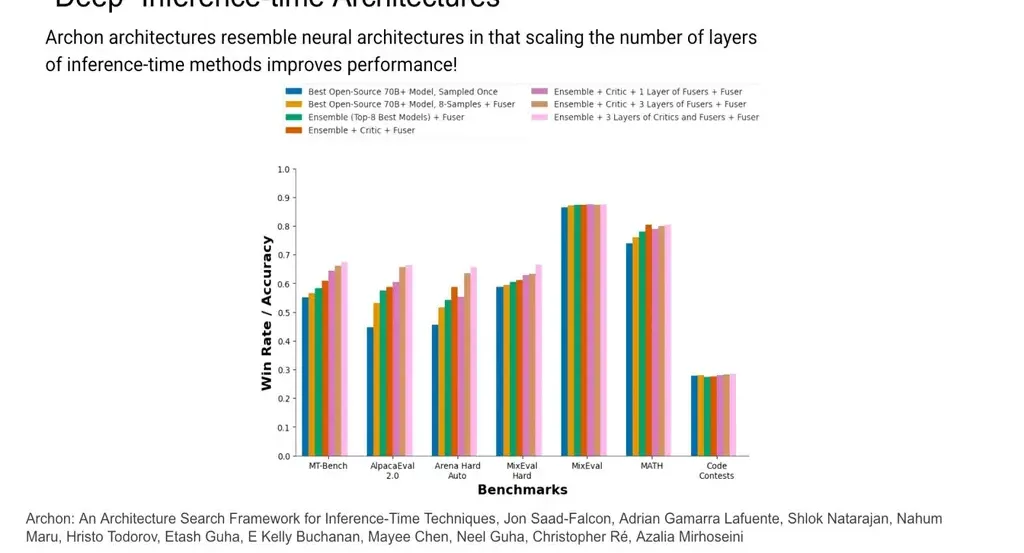 "Deep" Inference-time Architectures
Archon architectures resemble neural architectures in that scaling the number of layers
of inference-time methods improves performance!
Best Open-Source 70B+ Model, Sampled Once
Best Open-Source 70B+ Model, 8-Samples + Fuser
Ensemble (Top-8 Best Models) + Fuser
Ensemble + Critic + Fuser
Ensemble + Critic + 1 Layer of Fusers + Fuser
Ensemble + Critic + 3 Layers of Fusers + Fuser
Ensemble + 3 Layers of Critics and Fusers + Fuser
Win Rate / Accuracy
1.0
0.9
0.8
0.7
0.6
0.5
0.4
0.3
0.2
0.1
0.0
MT-Bench
AlpacaEval
2.0
Arena Hard
Auto
MixEval
Hard
MixEval
MATH
Code
Contests
Benchmarks
Archon: An Architecture Search Framework for Inference-Time Techniques, Jon Saad-Falcon, Adrian Gamarra Lafuente, Shlok Natarajan, Nahum
Maru, Hristo Todorov, Etash Guha, E Kelly Buchanan, Mayee Chen, Neel Guha, Christopher Ré, Azalia Mirhoseini